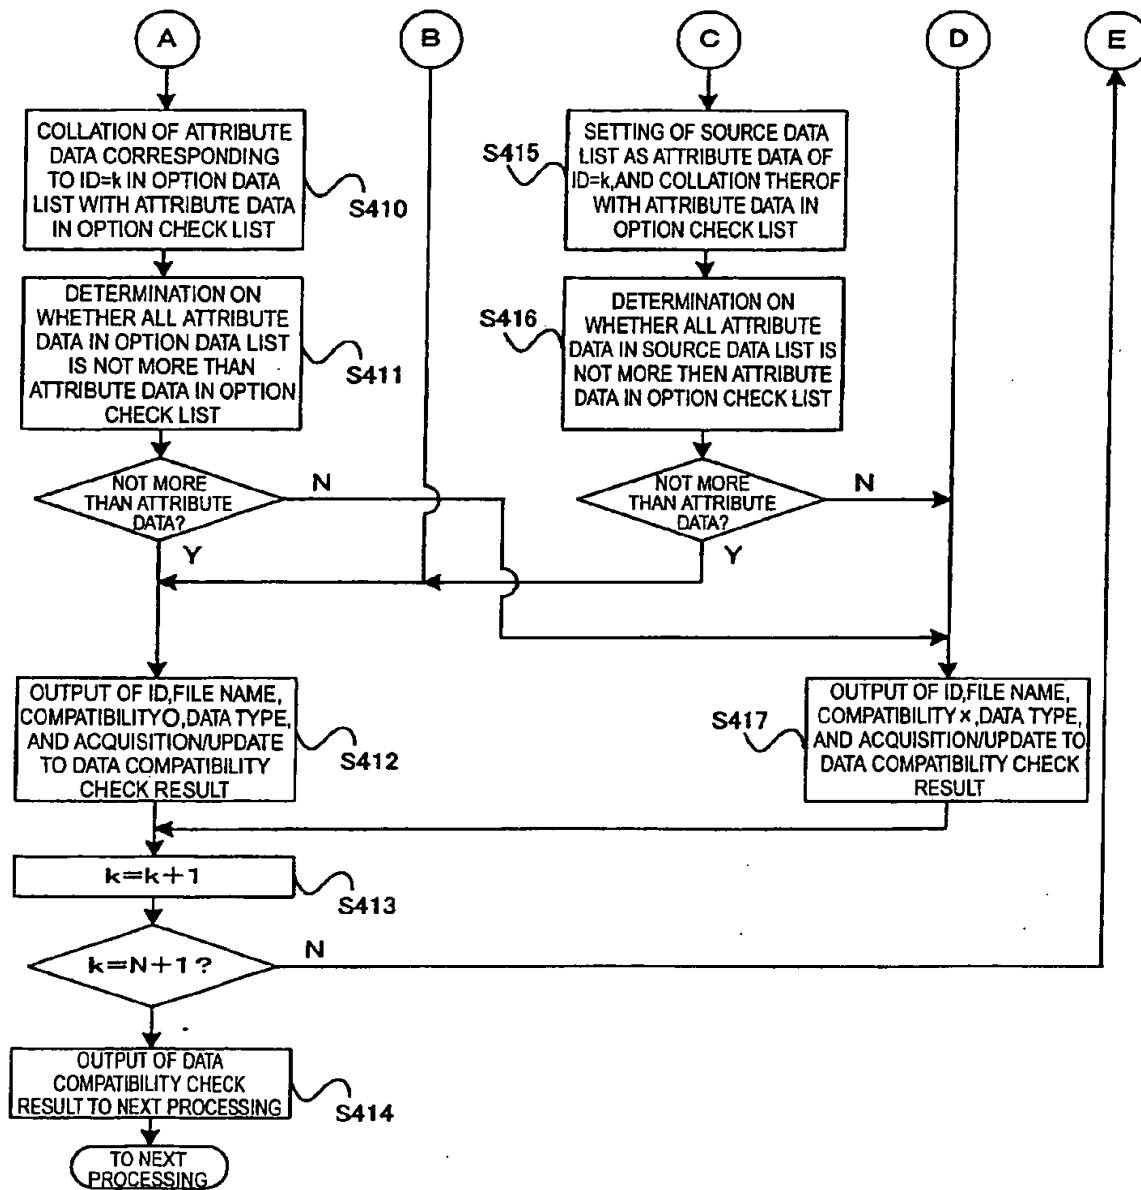 A
B
C
D
E
COLLATION OF ATTRIBUTE
DATA CORRESPONDING
TO ID=k IN OPTION DATA
LIST WITH ATTRIBUTE DATA
IN OPTION CHECK LIST
S410
SETTING OF SOURCE DATA
LIST AS ATTRIBUTE DATA OF
ID=k,AND COLLATION THEROF
WITH ATTRIBUTE DATA IN
OPTION CHECK LIST
S415
DETERMINATION ON
WHETHER ALL ATTRIBUTE
DATA IN OPTION DATA LIST
IS NOT MORE THAN
ATTRIBUTE DATA IN OPTION
CHECK LIST
S411
DETERMINATION ON
WHETHER ALL ATTRIBUTE
DATA IN SOURCE DATA LIST IS
NOT MORE THEN ATTRIBUTE
DATA IN OPTION CHECK LIST
S416
NOT MORE
THAN ATTRIBUTE
DATA?
N
Y
NOT MORE
THAN ATTRIBUTE
DATA?
N
Y
OUTPUT OF ID,FILE NAME,
COMPATIBILITY○,DATA TYPE,
AND ACQUISITION/UPDATE
TO DATA COMPATIBILITY
CHECK RESULT
S412
OUTPUT OF ID,FILE NAME,
COMPATIBILITY×,DATA TYPE,
AND ACQUISITION/UPDATE TO
DATA COMPATIBILITY CHECK
RESULT
S417
k=k+1
S413
k=N+1?
N
OUTPUT OF DATA
COMPATIBILITY CHECK
RESULT TO NEXT PROCESSING
S414
TO NEXT
PROCESSING